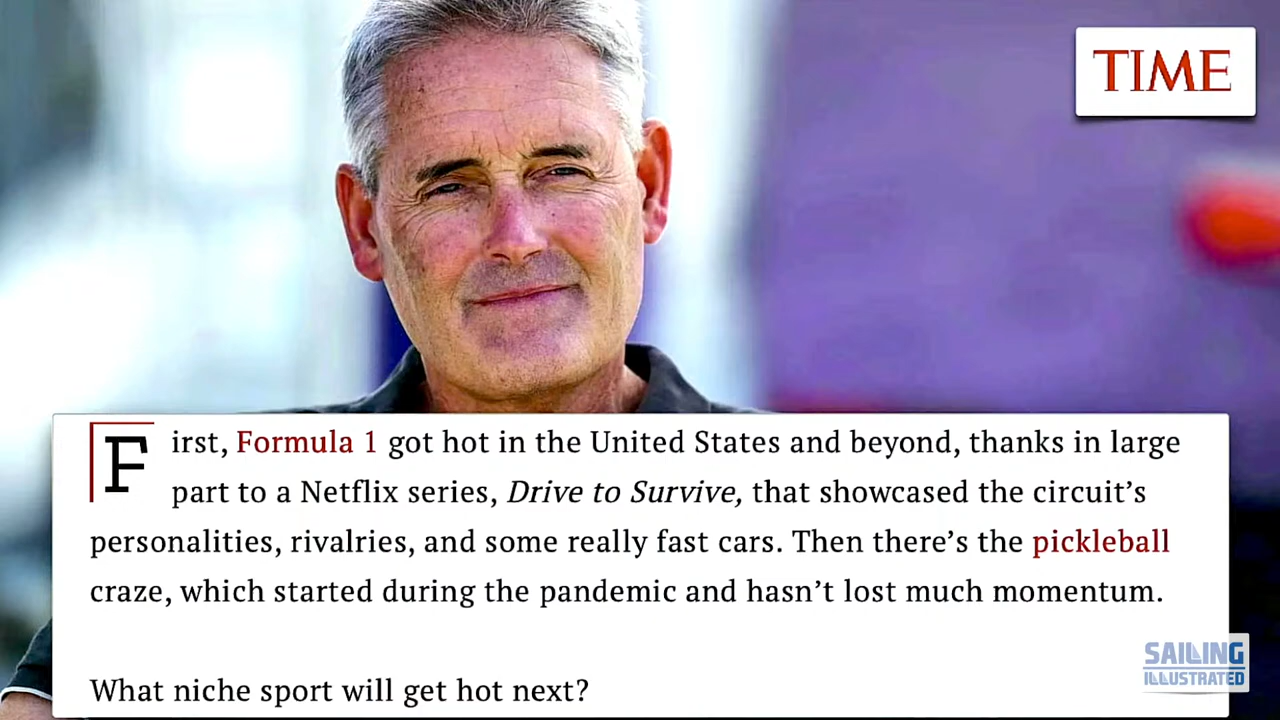 TIME
First, Formula 1 got hot in the United States and beyond, thanks in large
part to a Netflix series, Drive to Survive, that showcased the circuit’s
personalities, rivalries, and some really fast cars. Then there’s the pickleball
craze, which started during the pandemic and hasn’t lost much momentum.
What niche sport will get hot next?
SAILING
ILLUSTRATED